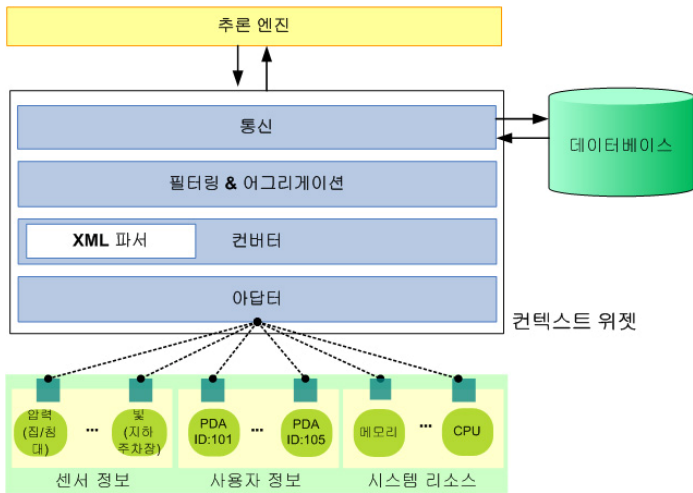 추론 엔진
통신
데이터베이스
필터링 & 어그리게이션
XML 파서
컨버터
아답터
컨텍스트 위젯
압력
(집/침
대)
...
빛
(지하
주차장)
PDA
ID:101
...
PDA
ID:105
메모리
...
CPU
센서 정보
사용자 정보
시스템 리소스